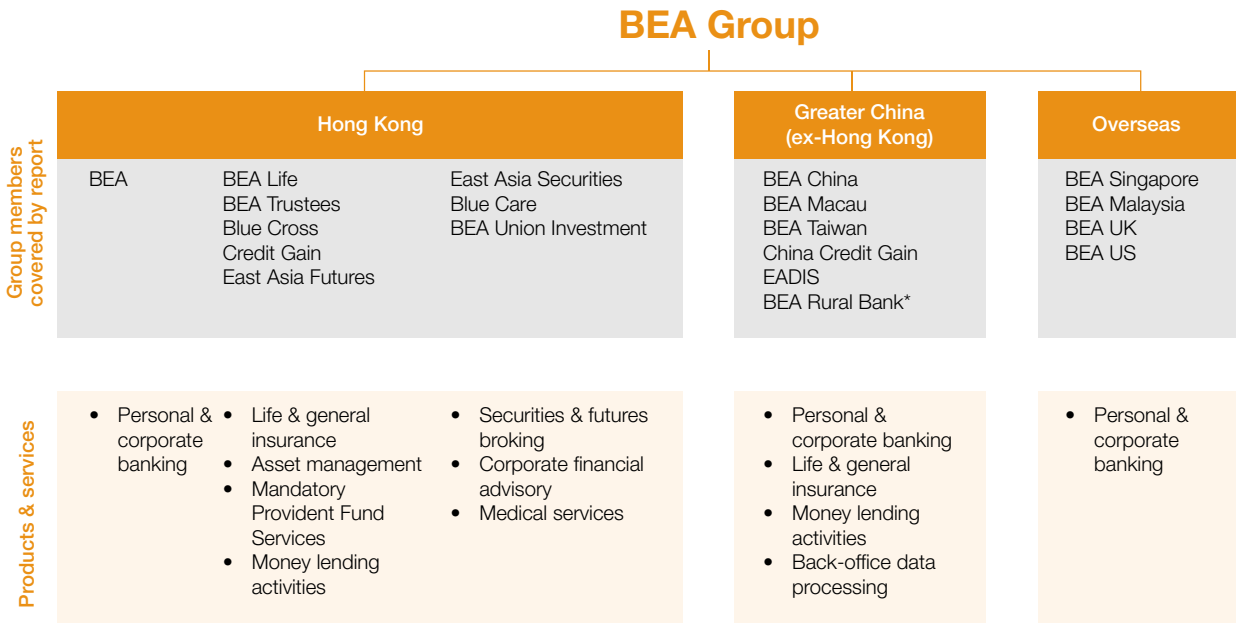 BEA Group
Group members
covered by report
Hong Kong
BEA
BEA Life
BEA Trustees
Blue Cross
Credit Gain
East Asia Futures
East Asia Securities
Blue Care
BEA Union Investment
Greater China
(ex-Hong Kong)
BEA China
BEA Macau
BEA Taiwan
China Credit Gain
EADIS
BEA Rural Bank*
Overseas
BEA Singapore
BEA Malaysia
BEA UK
BEA US
Products & services
• Personal &
corporate
banking
• Life & general
insurance
• Asset management
• Mandatory
Provident Fund
Services
• Money lending
activities
• Securities & futures
broking
• Corporate financial
advisory
• Medical services
• Personal &
corporate banking
• Life & general
insurance
• Money lending
activities
• Back-office data
processing
• Personal &
corporate
banking